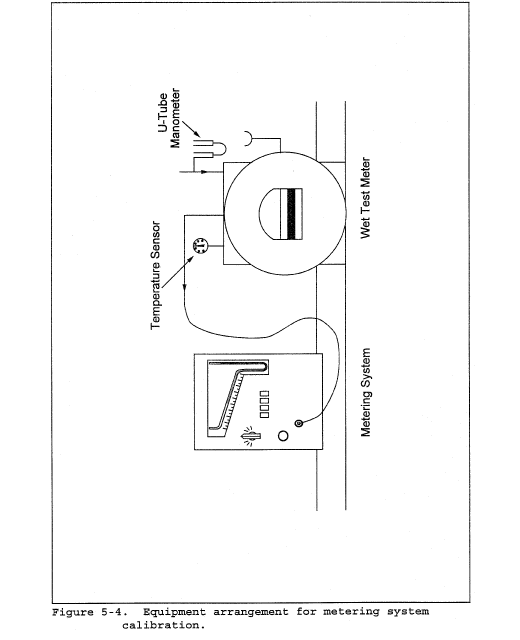 U-Tube
Manometer
Temperature Sensor
Wet Test Meter
Metering System
Figure 5-4. Equipment arrangement for metering system
calibration.